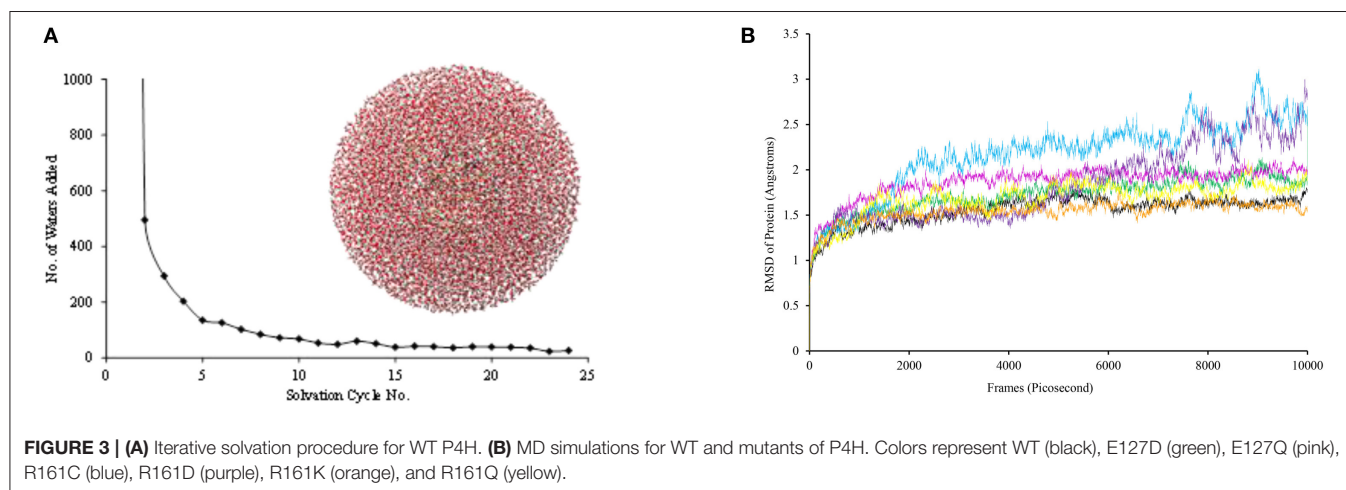 A
No. of Waters Added
1000
800
600
400
200
0
0 5 10 15 20 25
Solvation Cycle No.
B
RMSD of Protein (Angstroms)
3.5
3
2.5
2
1.5
1
0.5
0
0 2000 4000 6000 8000 10000
Frames (Picosecond)
FIGURE 3 | (A) Iterative solvation procedure for WT P4H. (B) MD simulations for WT and mutants of P4H. Colors represent WT (black), E127D (green), E127Q (pink),
R161C (blue), R161D (purple), R161K (orange), and R161Q (yellow).